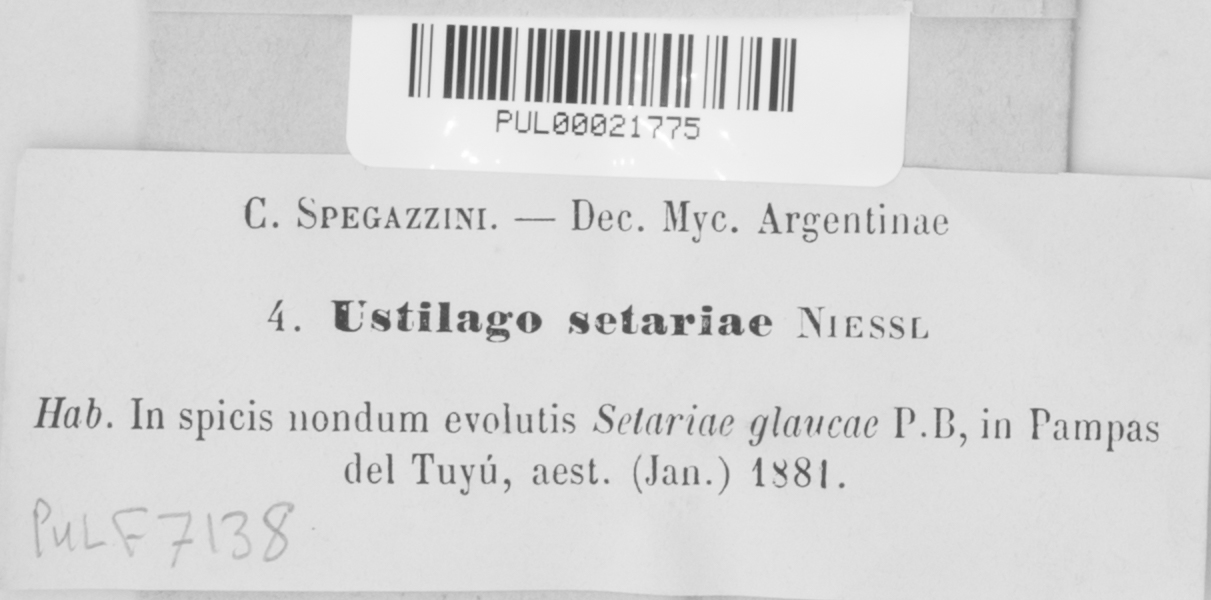 PUL00021775
C. SPEGAZZINI. — Dec. Myc. Argentinae
4. Ustilago setariae NIESSL
Hab. In spicis nondum evolutis Setariae glaucae P.B, in Pampas
del Tuyú, aest. (Jan.) 1881.
PULF7138